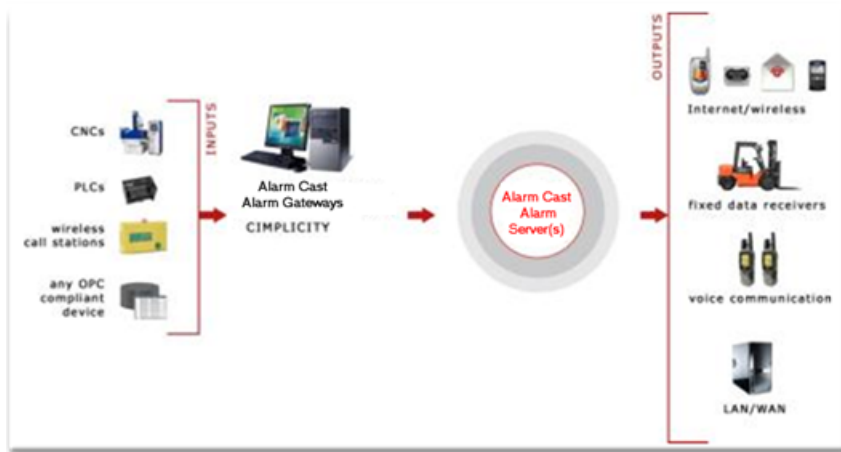 CNCs
PLCs
wireless
call stations
any OPC
compliant
device
INPUTS
Alarm Cast
Alarm Gateways
CIMPLICITY
Alarm Cast
Alarm
Server(s)
OUTPUTS
Internet/wireless
fixed data receivers
voice communication
LAN/WAN